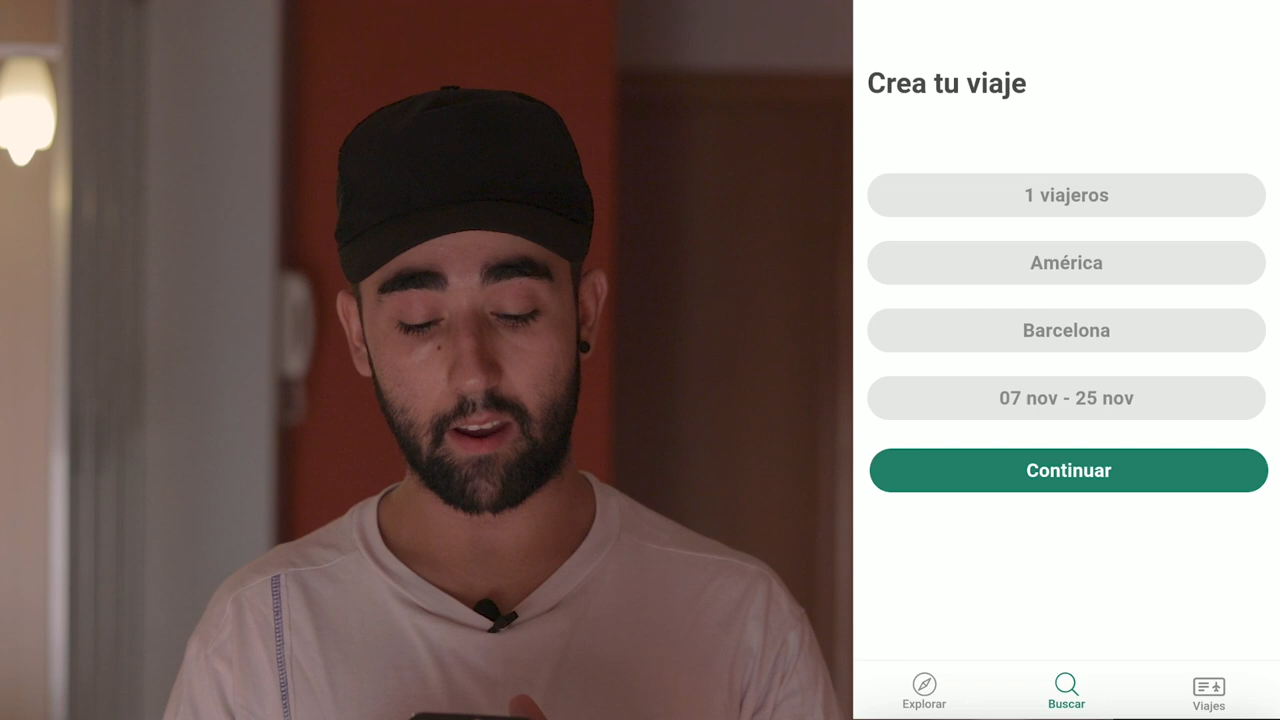 Crea tu viaje
1 viajeros
América
Barcelona
07 nov - 25 nov
Continuar
Explorar
Buscar
Viajes